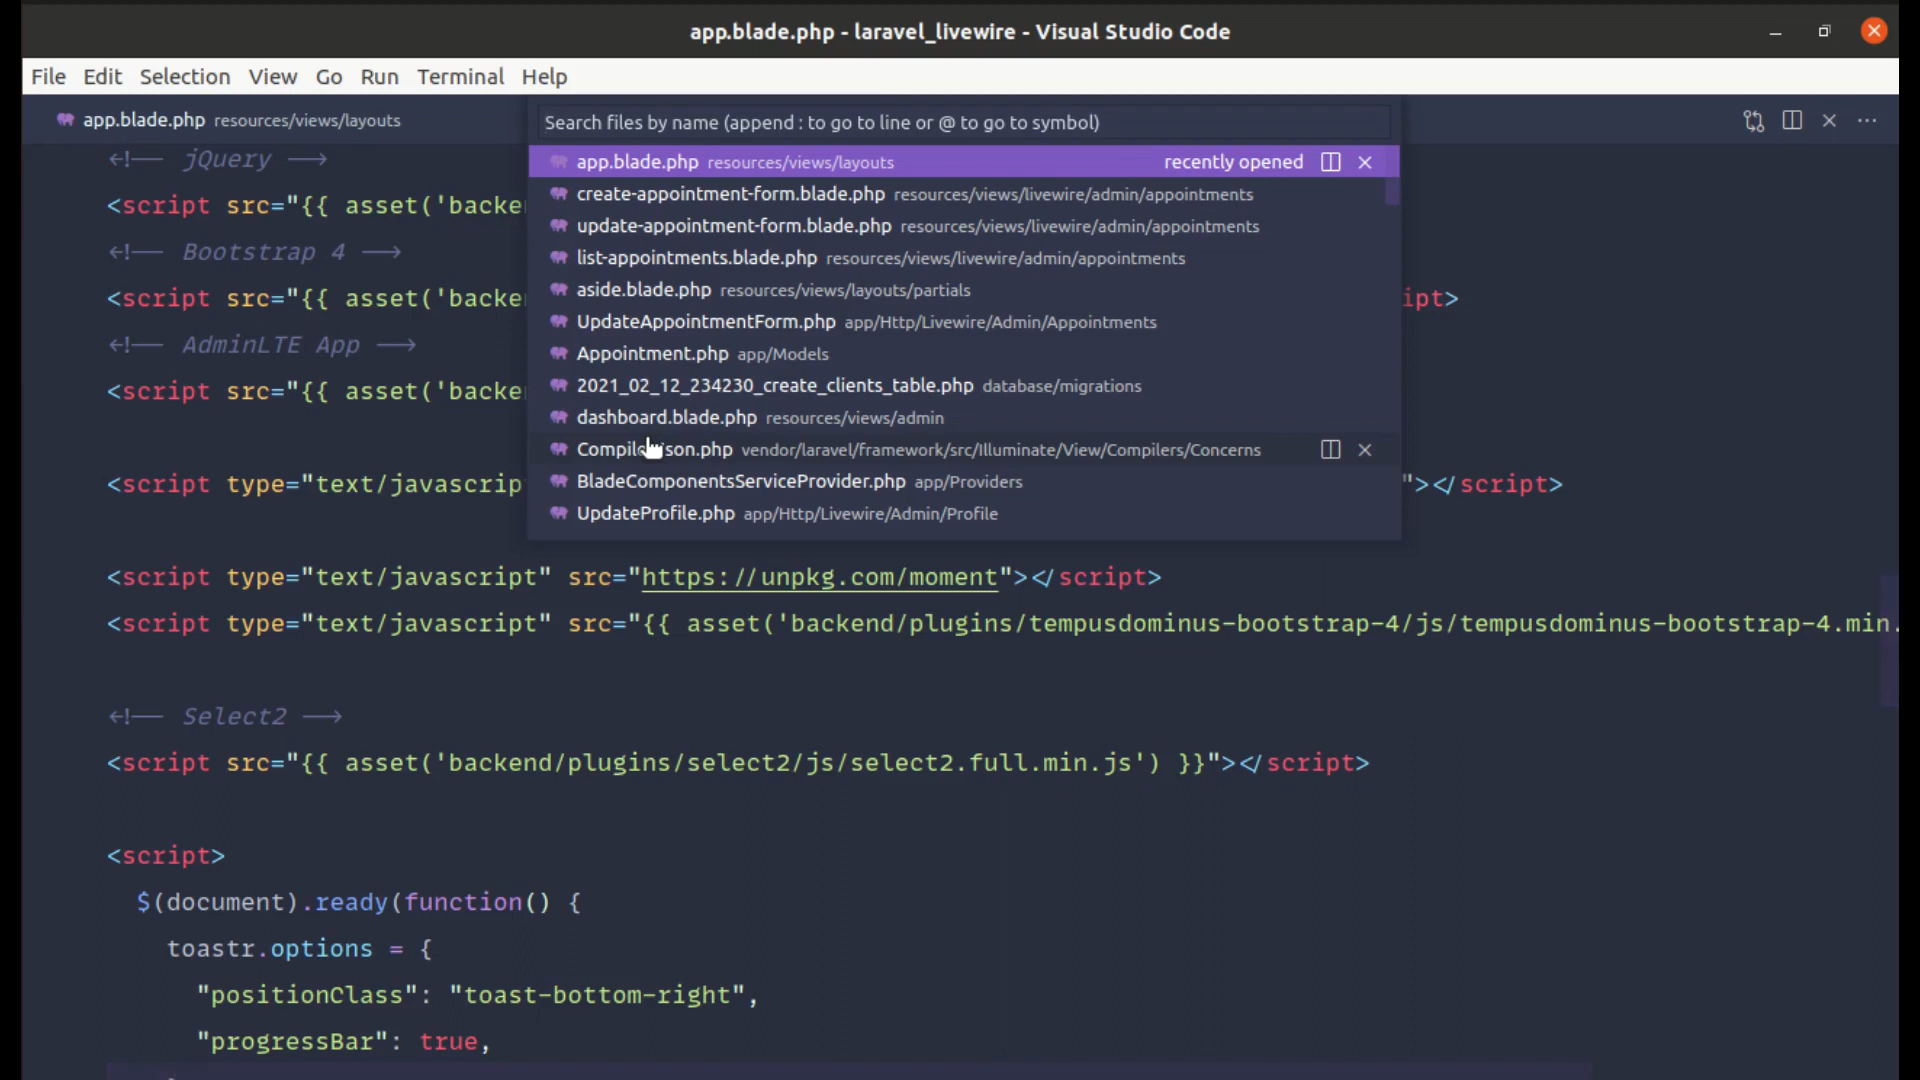 app.blade.php - laravel_livewire - Visual Studio Code
File Edit Selection View Go Run Terminal Help
app.blade.php resources/views/layouts
Search files by name (append : to go to line or @ to go to symbol)
app.blade.php resources/views/layouts recently opened
create-appointment-form.blade.php resources/views/livewire/admin/appointments
update-appointment-form.blade.php resources/views/livewire/admin/appointments
list-appointments.blade.php resources/views/livewire/admin/appointments
aside.blade.php resources/views/layouts/partials
UpdateAppointmentForm.php app/Http/Livewire/Admin/Appointments
Appointment.php app/Models
2021_02_12_234230_create_clients_table.php database/migrations
dashboard.blade.php resources/views/admin
vendor/laravel/framework/src/Illuminate/View/Compilers/Concerns
BladeComponentsServiceProvider.php app/Providers
UpdateProfile.php app/Http/Livewire/Admin/Profile
<!-- jQuery -->
<script src="{{ asset('backe
<!-- Bootstrap 4 -->
<script src="{{ asset('backe ipt>
<!-- AdminLTE App -->
<script src="{{ asset('backe
<script type="text/javascrip "></script>
<script type="text/javascript" src="https://unpkg.com/moment"></script>
<script type="text/javascript" src="{{ asset('backend/plugins/tempusdominus-bootstrap-4/js/tempusdominus-bootstrap-4.min.
<!-- Select2 -->
<script src="{{ asset('backend/plugins/select2/js/select2.full.min.js') }}"></script>
<script>
$(document).ready(function() {
toastr.options = {
"positionClass": "toast-bottom-right",
"progressBar": true,